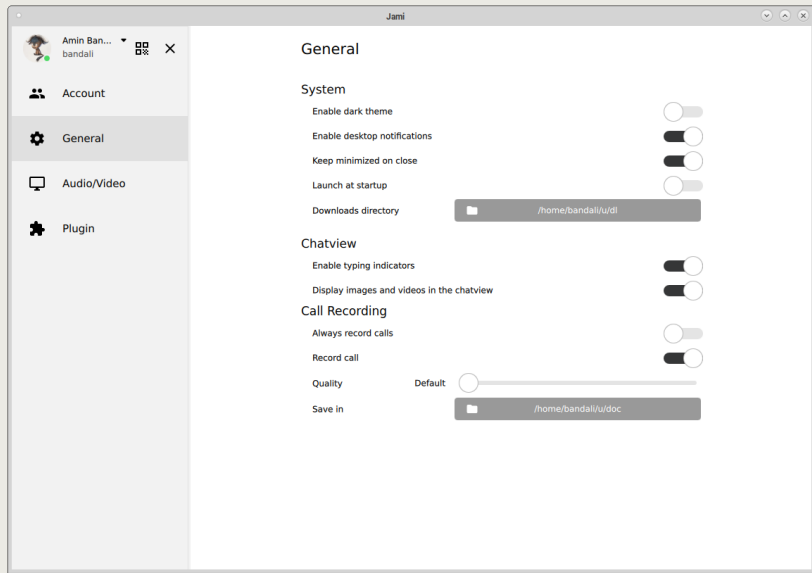 Jami
Amin Ban...
bandali
Account
General
Audio/Video
Plugin
General
System
Enable dark theme
Enable desktop notifications
Keep minimized on close
Launch at startup
Downloads directory /home/bandali/u/dl
Chatview
Enable typing indicators
Display images and videos in the chatview
Call Recording
Always record calls
Record call
Quality Default
Save in /home/bandali/u/doc